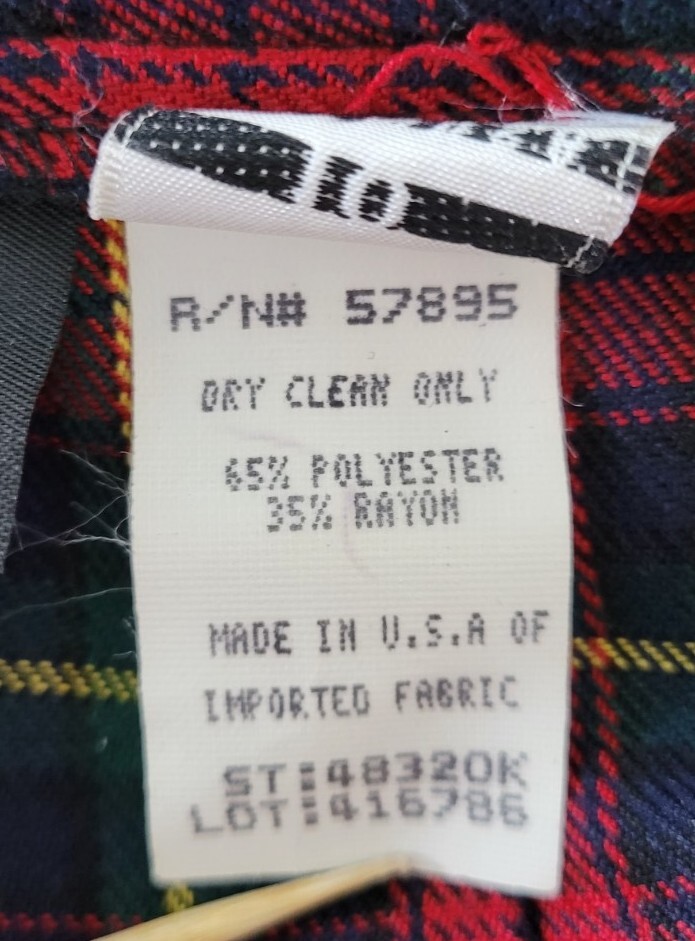 R/N# 57895
DRY CLEAN ONLY
65% POLYESTER
35% RAYON
MADE IN U.S.A OF
IMPORTED FABRIC
ST:48320K
LOT:416786